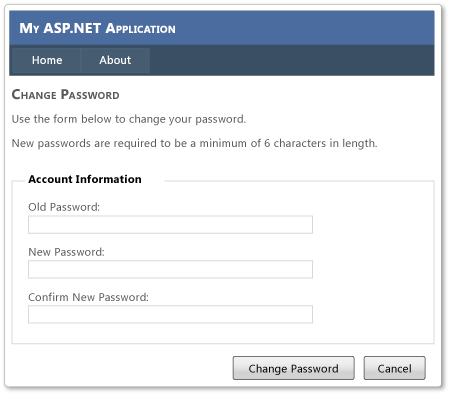 My ASP.NET Application
Home About
Change Password
Use the form below to change your password.
New passwords are required to be a minimum of 6 characters in length.
Account Information
Old Password:
New Password:
Confirm New Password:
Change Password Cancel